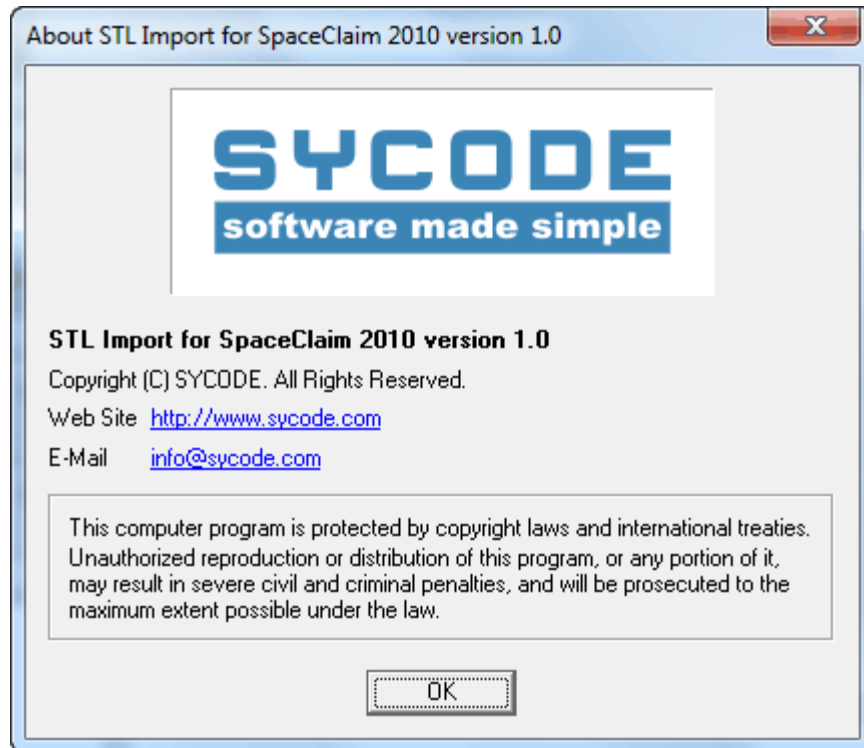 About STL Import for SpaceClaim 2010 version 1.0
SYCODE
software made simple
STL Import for SpaceClaim 2010 version 1.0
Copyright (C) SYCODE. All Rights Reserved.
Web Site http://www.sycode.com
E-Mail info@sycode.com
This computer program is protected by copyright laws and international treaties.
Unauthorized reproduction or distribution of this program, or any portion of it,
may result in severe civil and criminal penalties, and will be prosecuted to the
maximum extent possible under the law.
OK